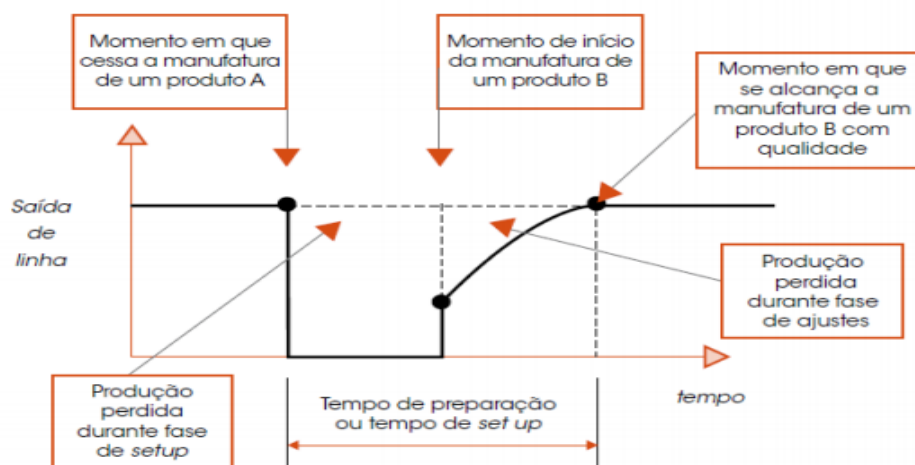 Momento em que
cessa a manufatura
de um produto A
Momento de início
da manufatura de
um produto B
Momento em que
se alcança a
manufatura de um
produto B com
qualidade
Saída
de
linha
Produção
perdida
durante fase
de ajustes
Produção
perdida
durante fase
de setup
Tempo de preparação
ou tempo de set up
tempo